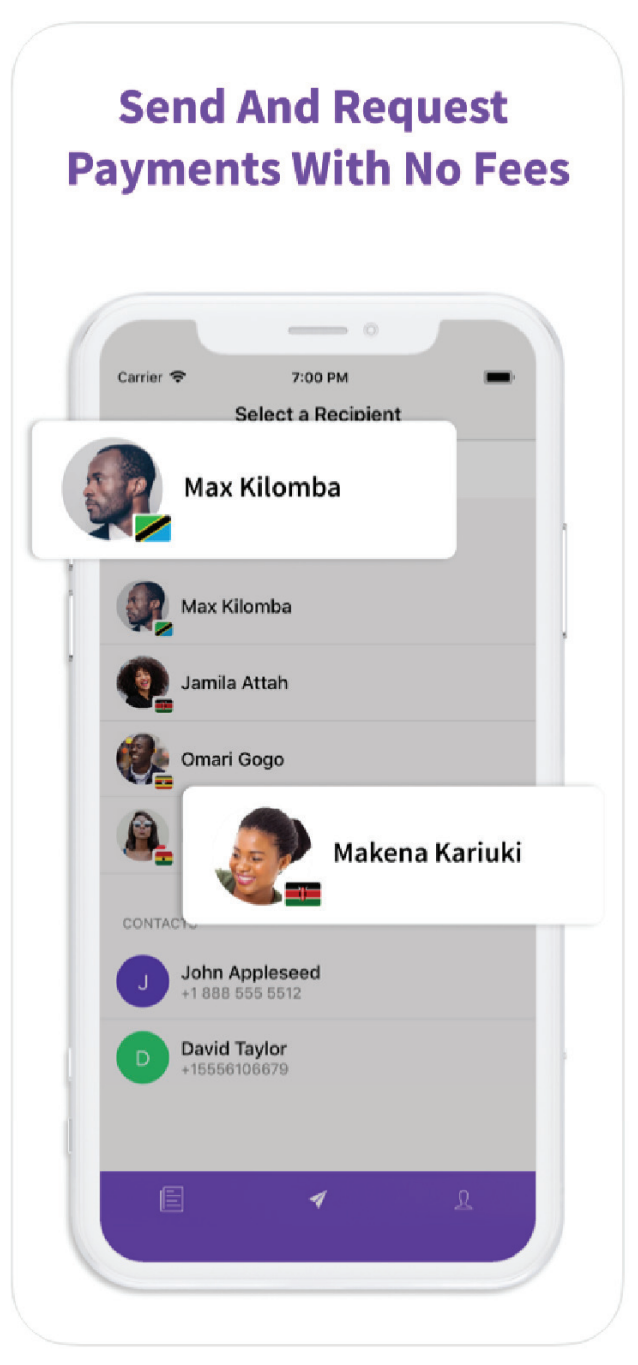 Send And Request
Payments With No Fees
Carrier
7:00 PM
Select a Recipient
Max Kilomba
Max Kilomba
Jamila Attah
Omari Gogo
Makena Kariuki
CONTACTS
J
John Appleseed
+1 888 555 5512
D
David Taylor
+15556106679